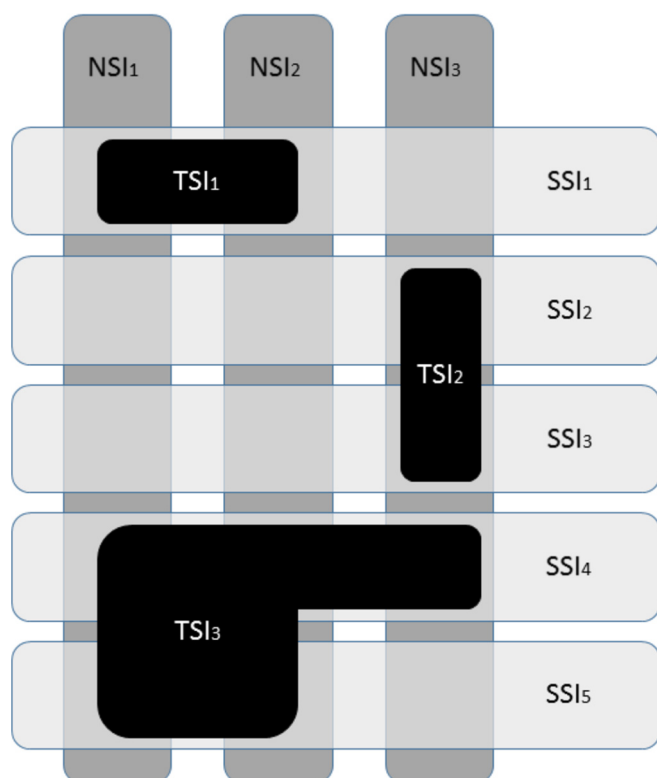 NSI₁ NSI₂ NSI₃
TSI₁ SSI₁
SSI₂
TSI₂
SSI₃
SSI₄
TSI₃
SSI₅